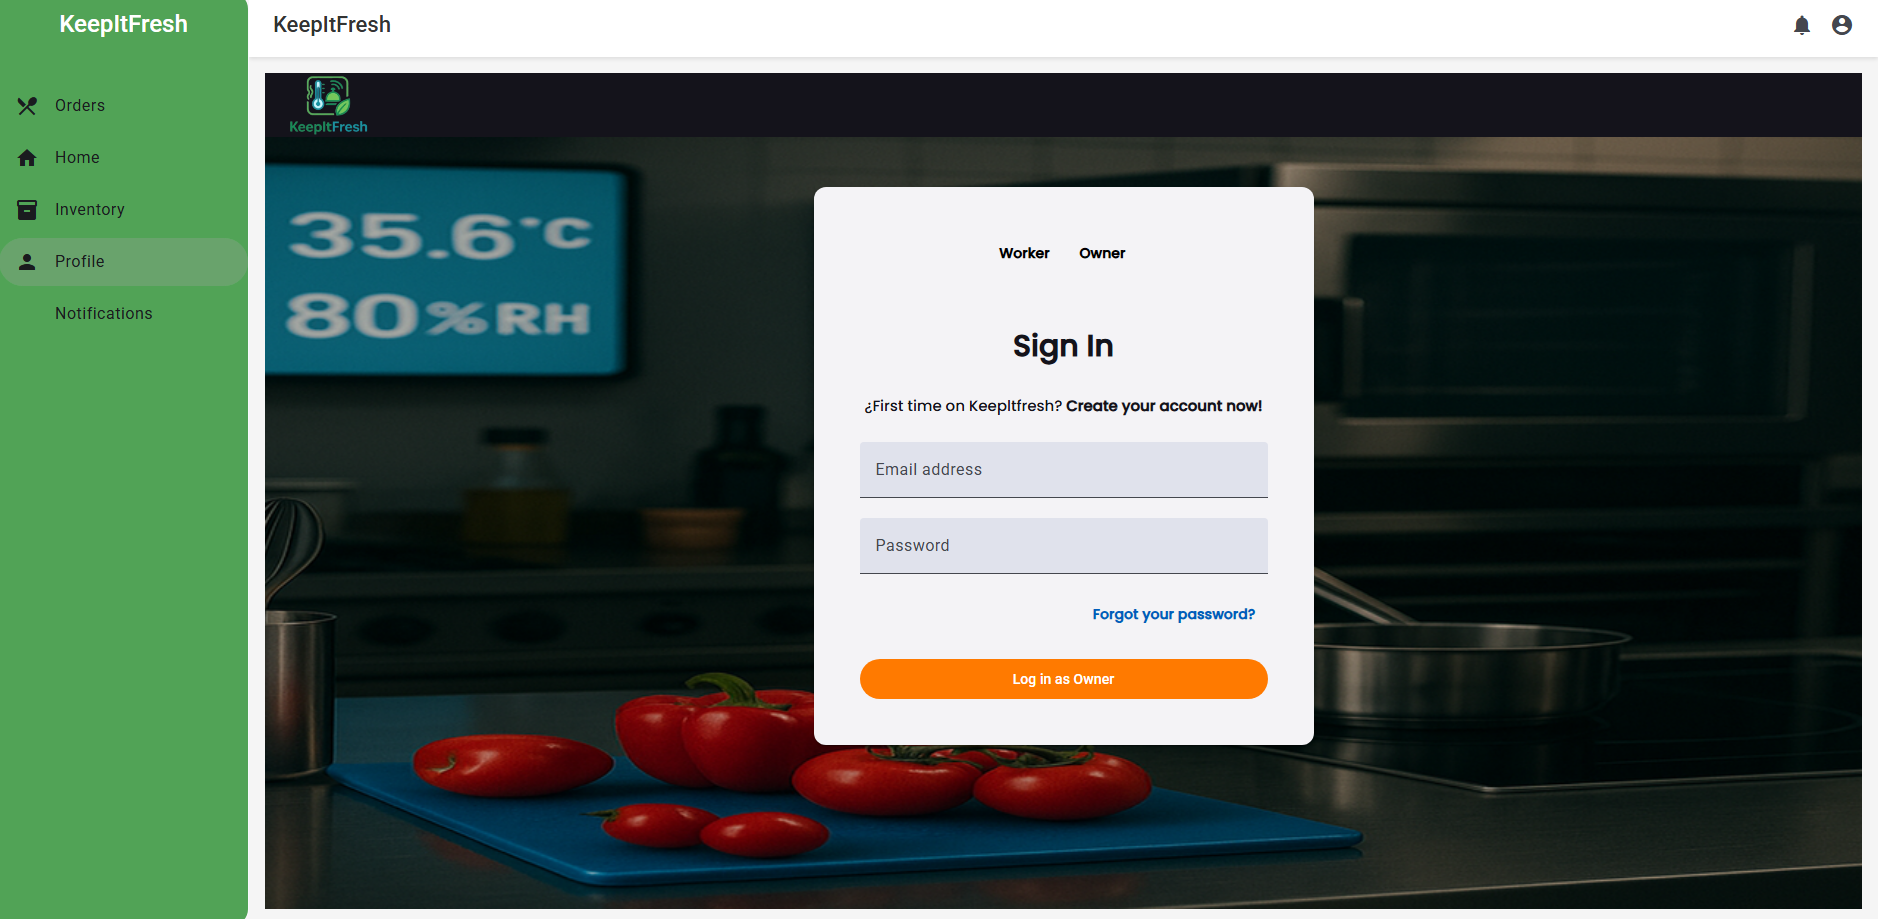 KeepItFresh
KeepItFresh
Orders
Home
Inventory
Profile
Notifications
KeepItFresh
35.6°C
80%RH
Worker Owner
Sign In
¿First time on KeepItfresh? Create your account now!
Email address
Password
Forgot your password?
Log in as Owner